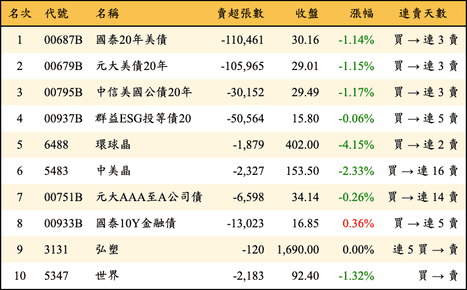 名次 代號 名稱 賣超張數 收盤 漲幅 連賣天數
1 00687B 國泰20年美債 -110,461 30.16 -1.14% 買 → 連 3 賣
2 00679B 元大美債20年 -105,965 29.01 -1.15% 買 → 連 3 賣
3 00795B 中信美國公債20年 -30,152 29.49 -1.17% 買 → 連 3 賣
4 00937B 群益ESG投等債20 -50,564 15.80 -0.06% 買 → 連 5 賣
5 6488 環球晶 -1,879 402.00 -4.15% 買 → 連 2 賣
6 5483 中美晶 -2,327 153.50 -2.33% 買 → 連 16 賣
7 00751B 元大AAA至A公司債 -6,598 34.14 -0.26% 買 → 連 14 賣
8 00933B 國泰10Y金融債 -13,023 16.85 0.36% 買 → 連 5 賣
9 3131 弘塑 -120 1,690.00 0.00% 連 5 買 → 賣
10 5347 世界 -2,183 92.40 -1.32% 買 → 賣